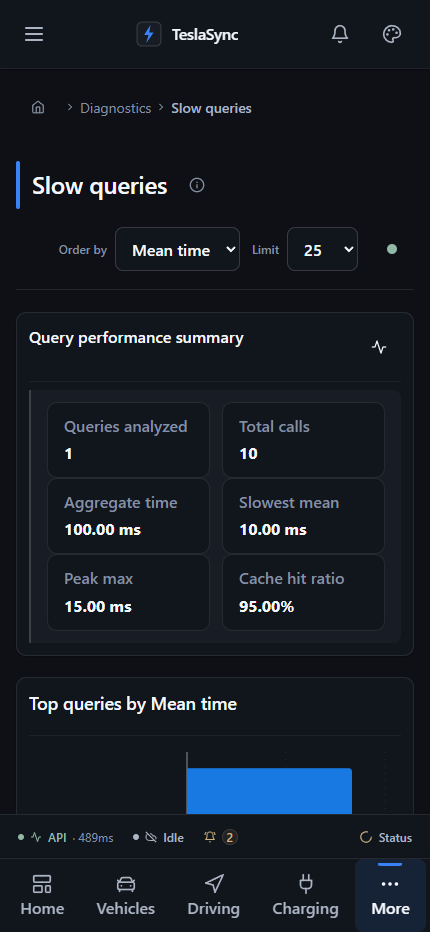 TeslaSync
Diagnostics Slow queries
Slow queries
Order by Mean time Limit 25
Query performance summary
Queries analyzed Total calls
1 10
Aggregate time Slowest mean
100.00 ms 10.00 ms
Peak max Cache hit ratio
15.00 ms 95.00%
Top queries by Mean time
API · 489ms Idle 2 Status
Home Vehicles Driving Charging More